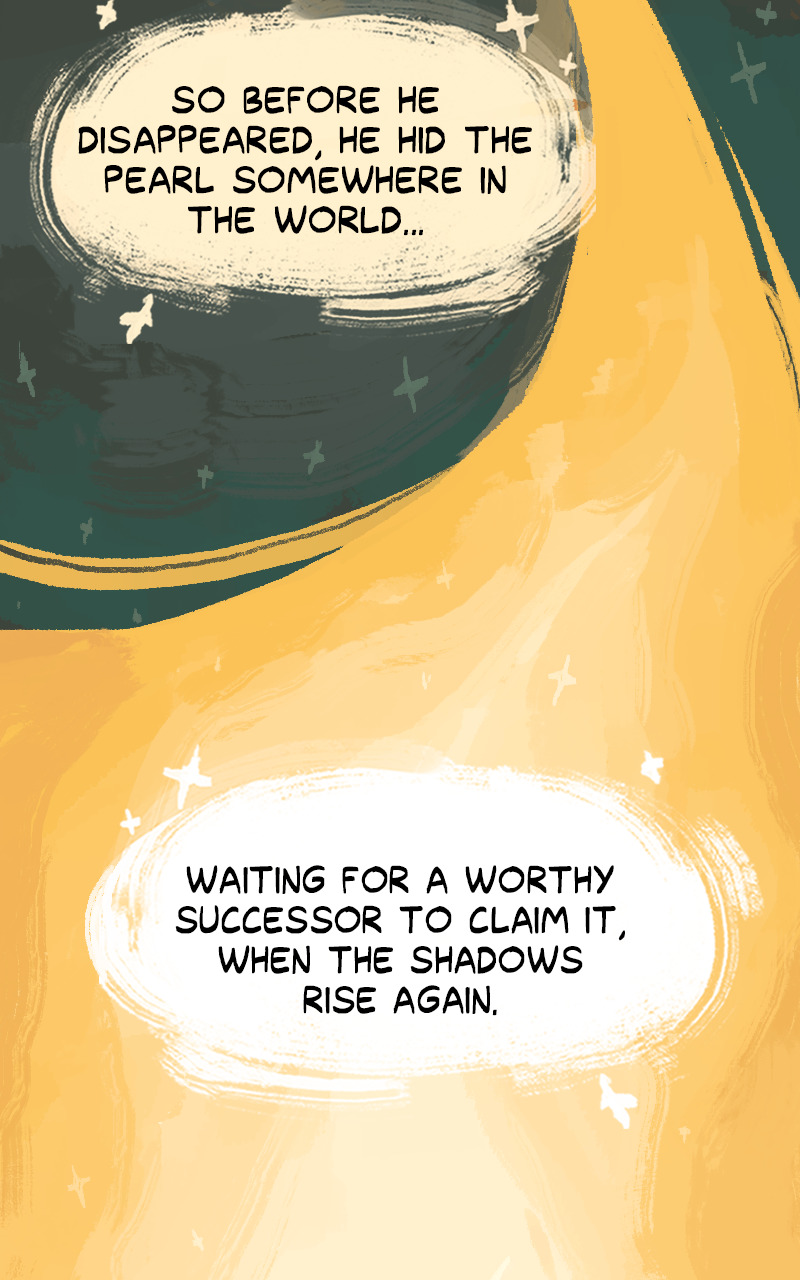 SO BEFORE HE
DISAPPEARED, HE HID THE
PEARL SOMEWHERE IN
THE WORLD...
WAITING FOR A WORTHY
SUCCESSOR TO CLAIM IT,
WHEN THE SHADOWS
RISE AGAIN.